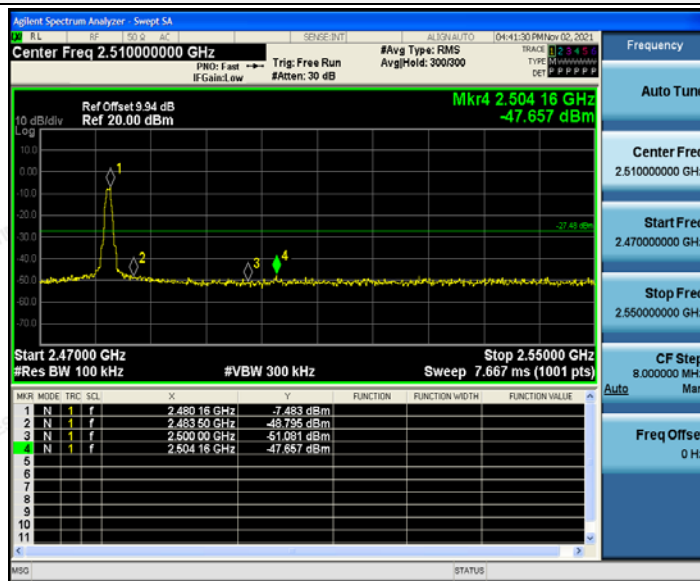 Agilent Spectrum Analyzer - Swept SA
RL RF 50 Ω AC SENSE:INT ALIGN AUTO 04:41:30 PM Nov 02, 2021
Center Freq 2.510000000 GHz
PNO: Fast
IFGain:Low
Trig: Free Run
#Atten: 30 dB
#Avg Type: RMS
Avg|Hold: 300/300
TRACE 1 2 3 4 5 6
TYPE M W W W W W
DET P P P P P P
Mkr4 2.504 16 GHz
-47.657 dBm
Ref Offset 9.94 dB
10 dB/div Ref 20.00 dBm
Log
10.0
0.00
-10.0
-20.0
-30.0
-40.0
-50.0
-60.0
-70.0
1
2
3
4
-27.48 dBm
Start 2.47000 GHz Stop 2.55000 GHz
#Res BW 100 kHz #VBW 300 kHz Sweep 7.667 ms (1001 pts)
MKR MODE TRC SCL X Y FUNCTION FUNCTION WIDTH FUNCTION VALUE
1 N 1 f 2.480 16 GHz -7.483 dBm
2 N 1 f 2.483 50 GHz -48.795 dBm
3 N 1 f 2.500 00 GHz -51.081 dBm
4 N 1 f 2.504 16 GHz -47.657 dBm
5
6
7
8
9
10
11
MSG STATUS
Frequency
Auto Tune
Center Freq
2.510000000 GHz
Start Freq
2.470000000 GHz
Stop Freq
2.550000000 GHz
CF Step
8.000000 MHz
Auto Man
Freq Offset
0 Hz